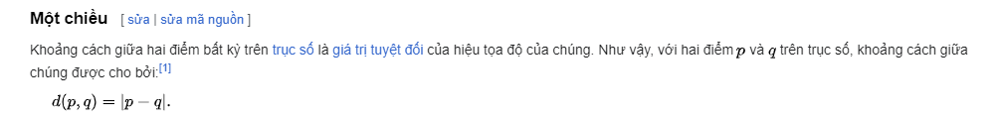 Một chiều [ sửa | sửa mã nguồn ]
Khoảng cách giữa hai điểm bất kỳ trên trục số là giá trị tuyệt đối của hiệu tọa độ của chúng. Như vậy, với hai điểm p và q trên trục số, khoảng cách giữa
chúng được cho bởi:[1]
d(p, q) = |p − q|.